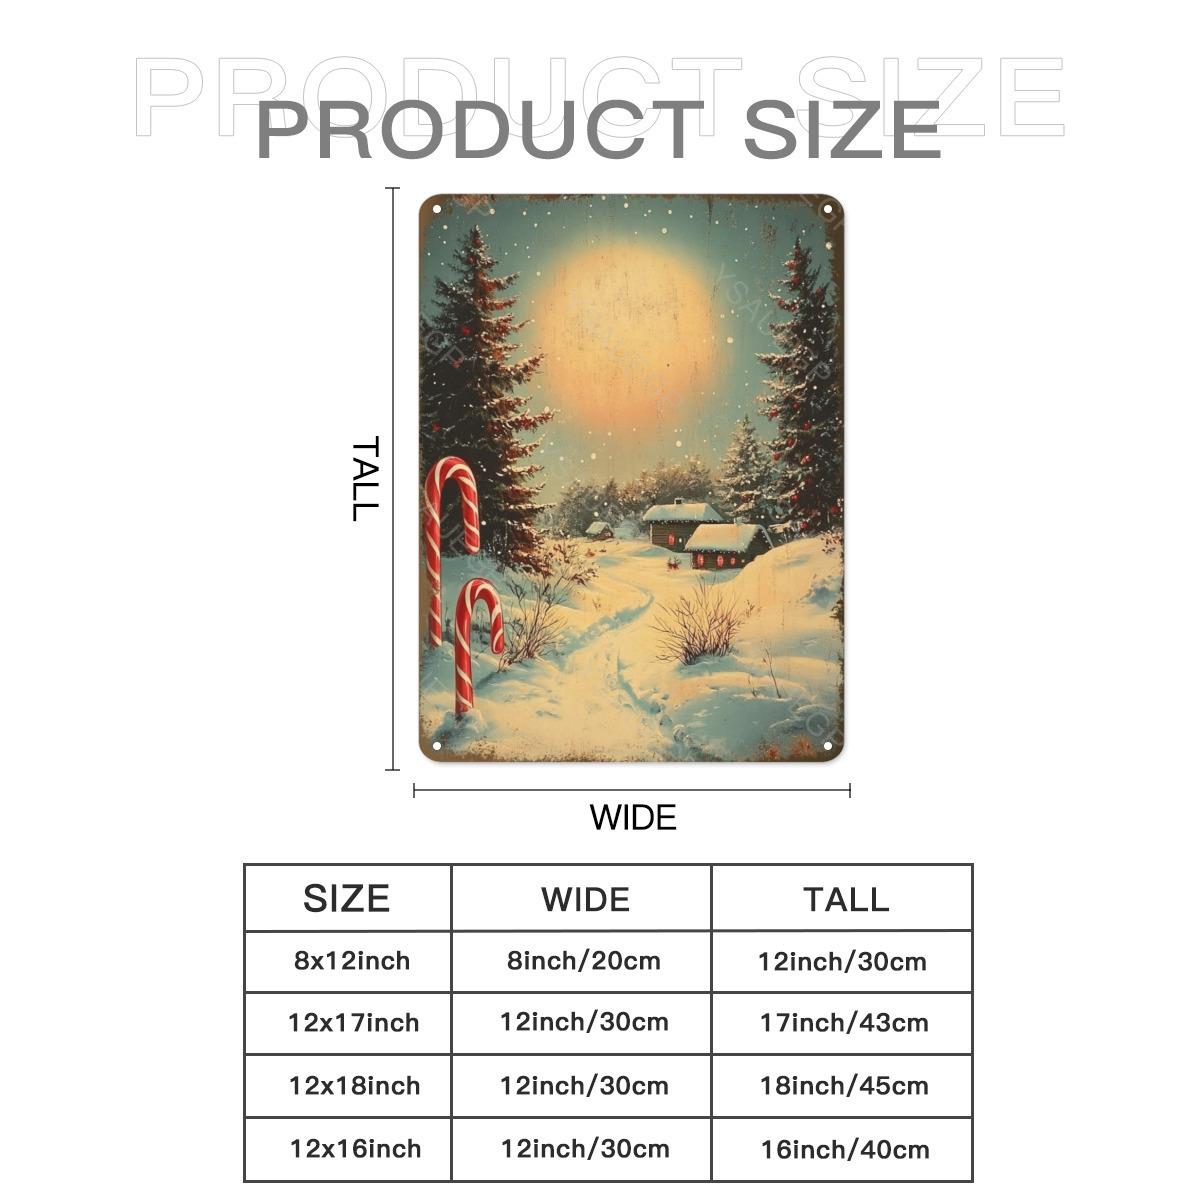 PRODUCT SIZE
PRODUCT SIZE
TALL
WIDE
SIZE WIDE TALL
8x12inch 8inch/20cm 12inch/30cm
12x17inch 12inch/30cm 17inch/43cm
12x18inch 12inch/30cm 18inch/45cm
12x16inch 12inch/30cm 16inch/40cm